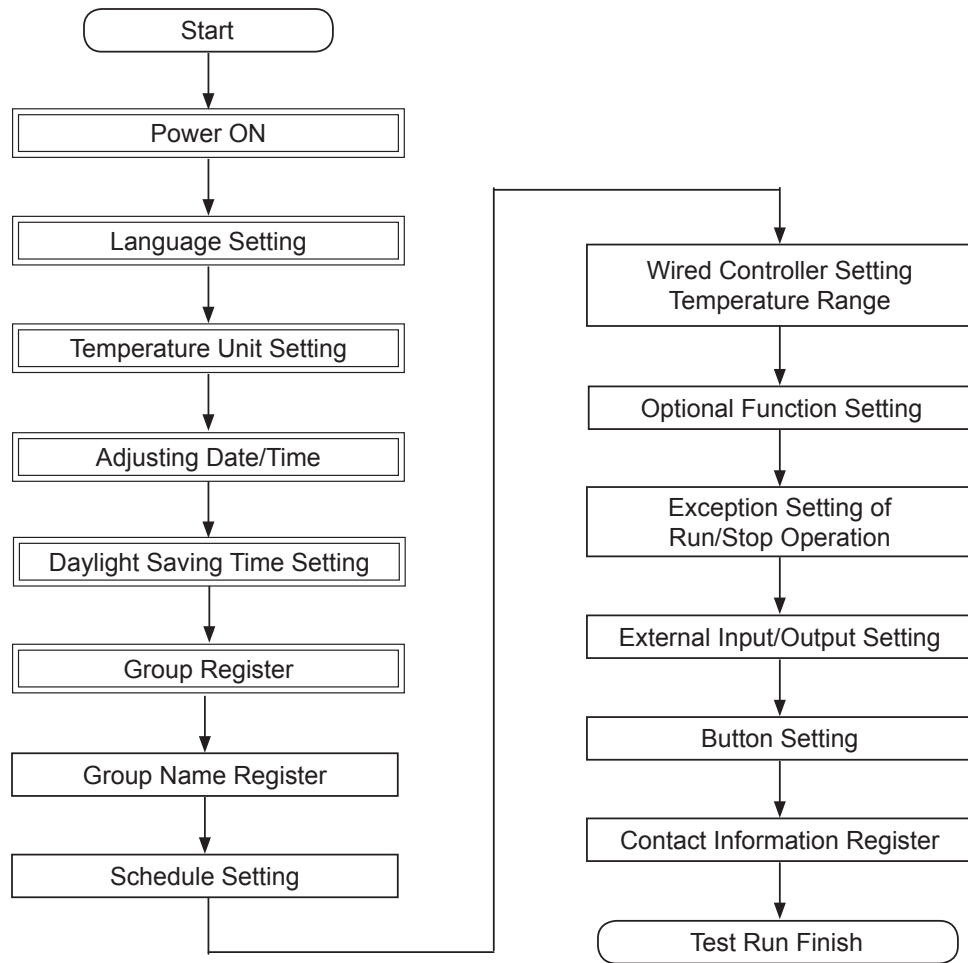 Start
Power ON
Language Setting
Temperature Unit Setting
Adjusting Date/Time
Daylight Saving Time Setting
Group Register
Group Name Register
Schedule Setting
Wired Controller Setting
Temperature Range
Optional Function Setting
Exception Setting of
Run/Stop Operation
External Input/Output Setting
Button Setting
Contact Information Register
Test Run Finish